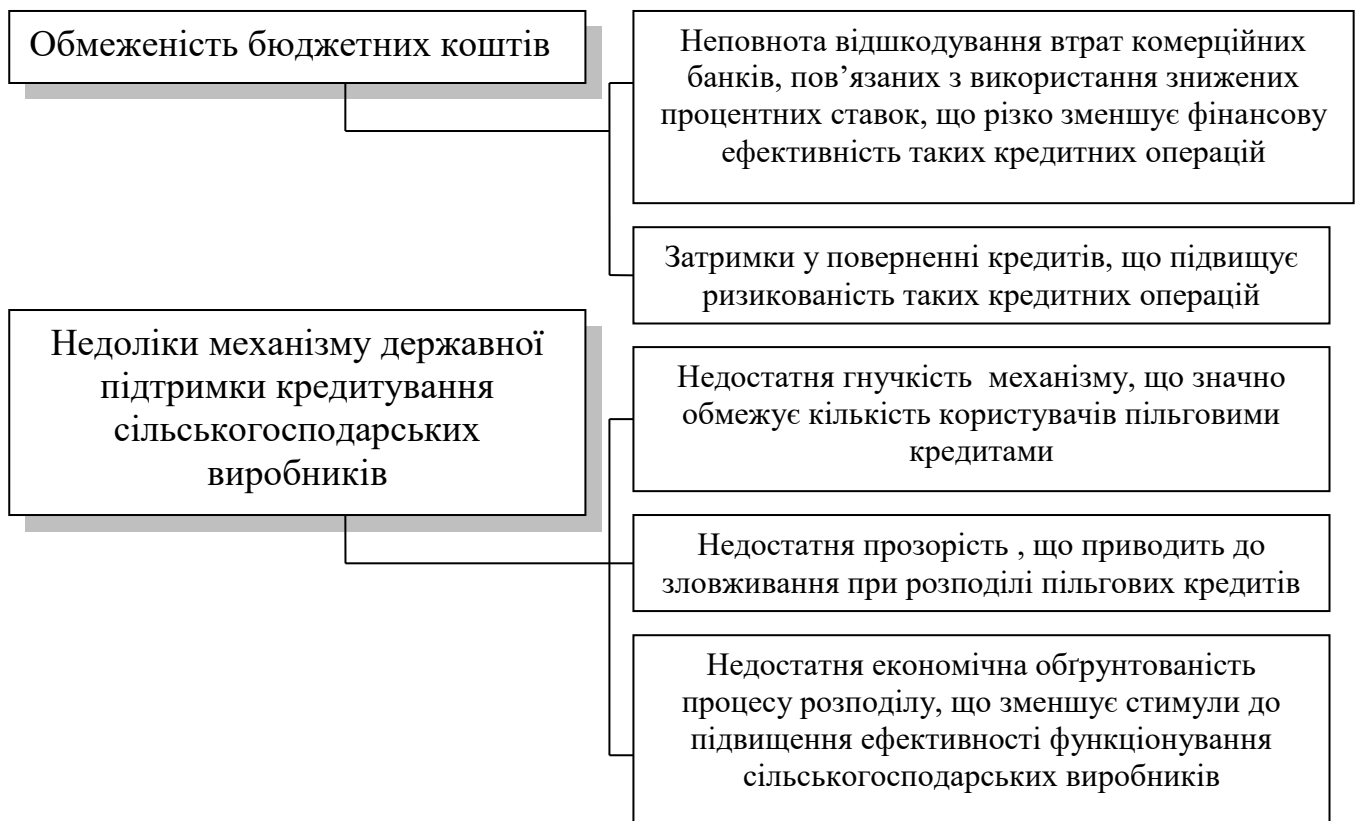 Обмеженість бюджетних коштів
Неповнота відшкодування втрат комерційних
банків, пов’язаних з використання знижених
процентних ставок, що різко зменшує фінансову
ефективність таких кредитних операцій
Затримки у поверненні кредитів, що підвищує
ризикованість таких кредитних операцій
Недоліки механізму державної
підтримки кредитування
сільськогосподарських
виробників
Недостатня гнучкість механізму, що значно
обмежує кількість користувачів пільговими
кредитами
Недостатня прозорість , що приводить до
зловживання при розподілі пільгових кредитів
Недостатня економічна обґрунтованість
процесу розподілу, що зменшує стимули до
підвищення ефективності функціонування
сільськогосподарських виробників